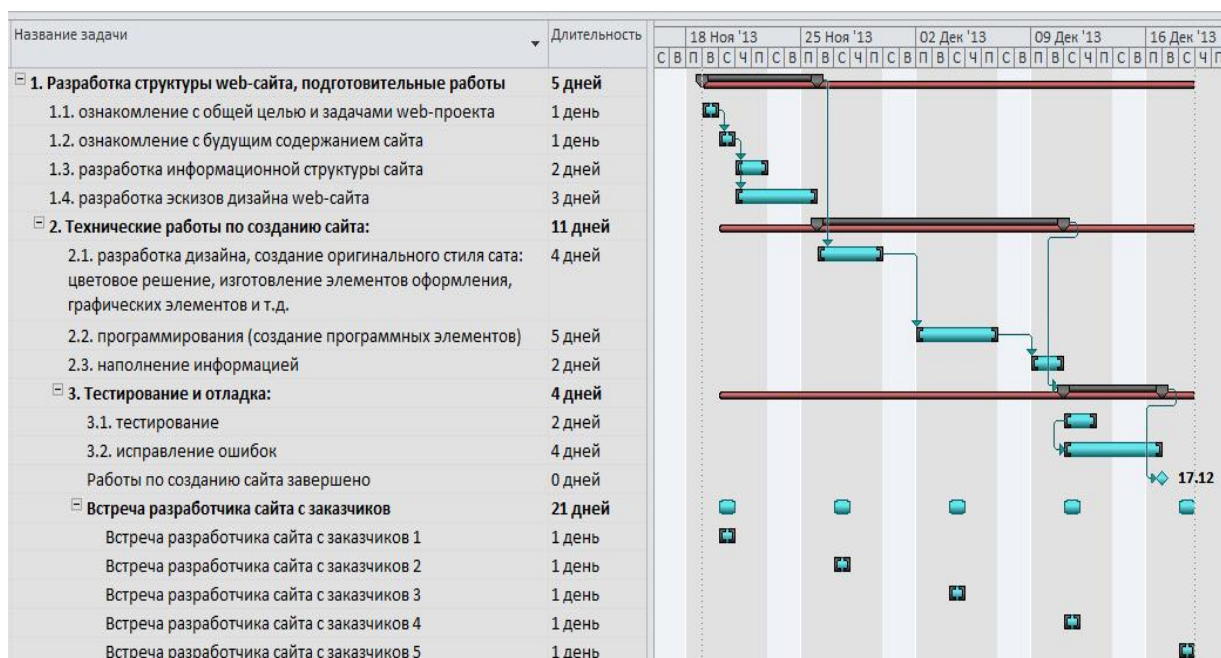 Название задачи Длительность 18 Ноя '13 25 Ноя '13 02 Дек '13 09 Дек '13 16 Дек '13
С В П В С Ч П С В П В С Ч П С В П В С Ч П С В П В С Ч П С В П В С Ч П
1. Разработка структуры web-сайта, подготовительные работы 5 дней
1.1. ознакомление с общей целью и задачами web-проекта 1 день
1.2. ознакомление с будущим содержанием сайта 1 день
1.3. разработка информационной структуры сайта 2 дней
1.4. разработка эскизов дизайна web-сайта 3 дней
2. Технические работы по созданию сайта: 11 дней
2.1. разработка дизайна, создание оригинального стиля сата: 4 дней
цветовое решение, изготовление элементов оформления,
графических элементов и т.д.
2.2. программирования (создание программных элементов) 5 дней
2.3. наполнение информацией 2 дней
3. Тестирование и отладка: 4 дней
3.1. тестирование 2 дней
3.2. исправление ошибок 4 дней
Работы по созданию сайта завершено 0 дней 17.12
Встреча разработчика сайта с заказчиков 21 дней
Встреча разработчика сайта с заказчиков 1 1 день
Встреча разработчика сайта с заказчиков 2 1 день
Встреча разработчика сайта с заказчиков 3 1 день
Встреча разработчика сайта с заказчиков 4 1 день
Встреча разработчика сайта с заказчиков 5 1 день